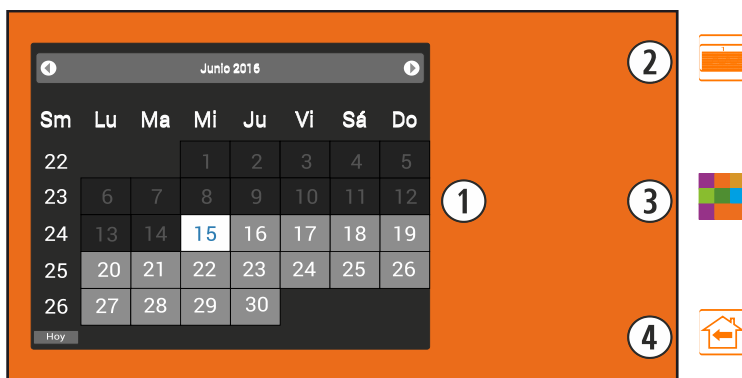 Junio 2016
Sm Lu Ma Mi Ju Vi Sá Do
22 1 2 3 4 5
23 6 7 8 9 10 11 12
24 13 14 15 16 17 18 19
25 20 21 22 23 24 25 26
26 27 28 29 30
Hoy
1
2
1
3
4